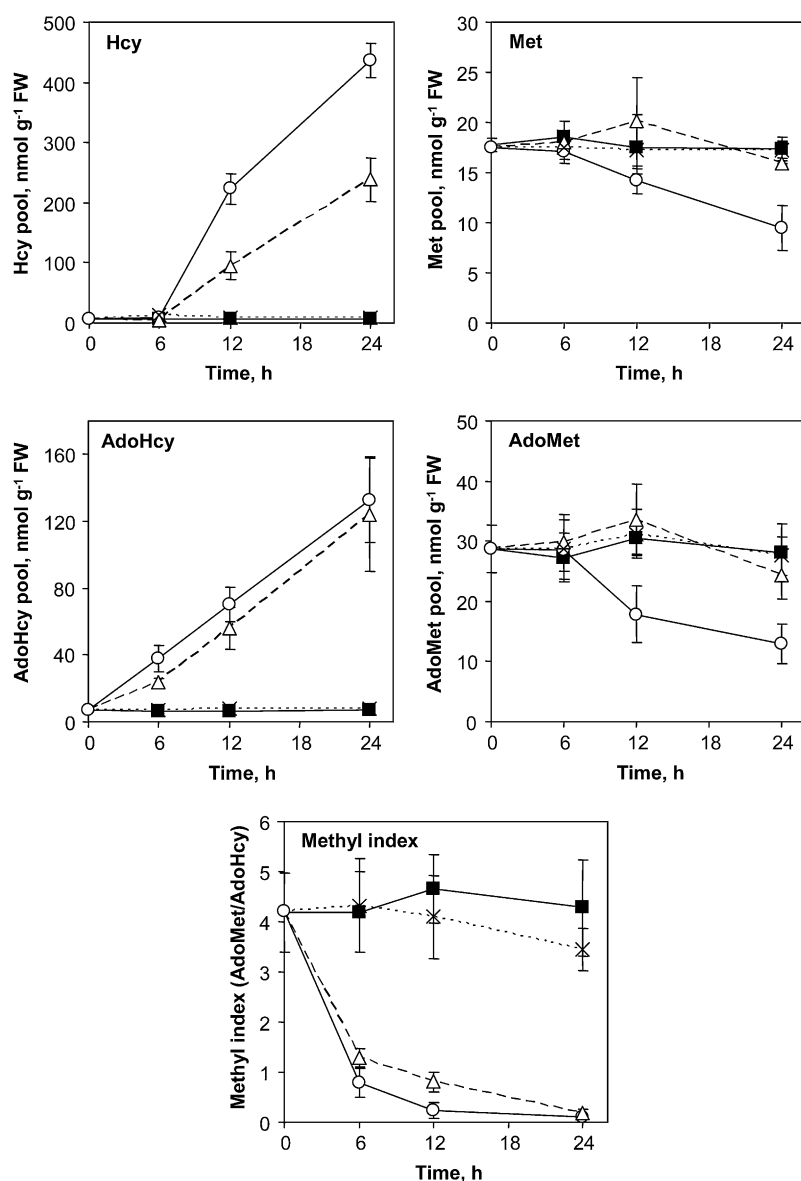 Hcy
Hcy pool, nmol g⁻¹ FW
500
400
300
200
100
0
0 6 12 18 24
Time, h
Met
Met pool, nmol g⁻¹ FW
30
25
20
15
10
5
0
0 6 12 18 24
Time, h
AdoHcy
AdoHcy pool, nmol g⁻¹ FW
160
120
80
40
0
0 6 12 18 24
Time, h
AdoMet
AdoMet pool, nmol g⁻¹ FW
50
40
30
20
10
0
0 6 12 18 24
Time, h
Methyl index
Methyl index (AdoMet/AdoHcy)
6
5
4
3
2
1
0
0 6 12 18 24
Time, h